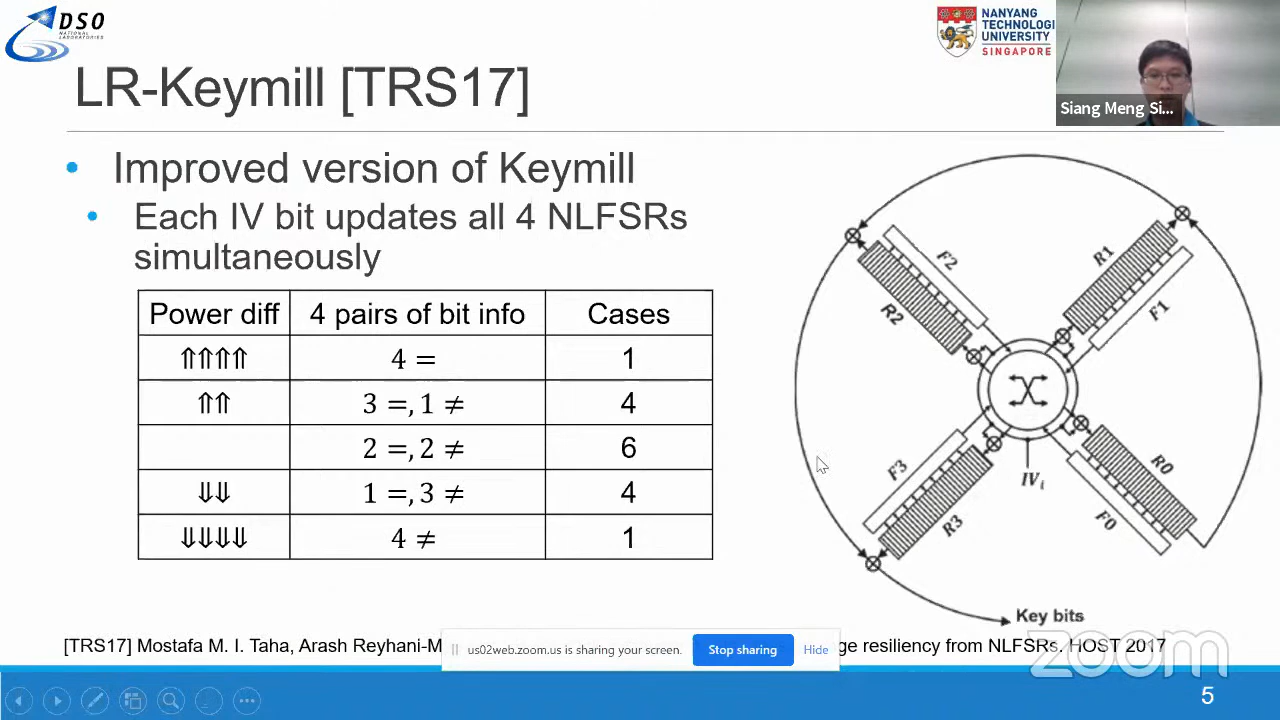 DSO
NATIONAL
LABORATORIES
NANYANG
TECHNOLOGI
UNIVERSITY
SINGAPORE
LR-Keymill [TRS17]
Siang Meng Si...
• Improved version of Keymill
• Each IV bit updates all 4 NLFSRs
simultaneously
Power diff 4 pairs of bit info Cases
⇑⇑⇑⇑ 4 = 1
⇑⇑ 3 =, 1 ≠ 4
2 =, 2 ≠ 6
⇓⇓ 1 =, 3 ≠ 4
⇓⇓⇓⇓ 4 ≠ 1
F2
R2
R1
F1
F3
R3
IVᵢ
R0
F0
Key bits
[TRS17] Mostafa M. I. Taha, Arash Reyhani-M
ge resiliency from NLFSRs. HOST 2017
us02web.zoom.us is sharing your screen.
Stop sharing
Hide
zoom
5